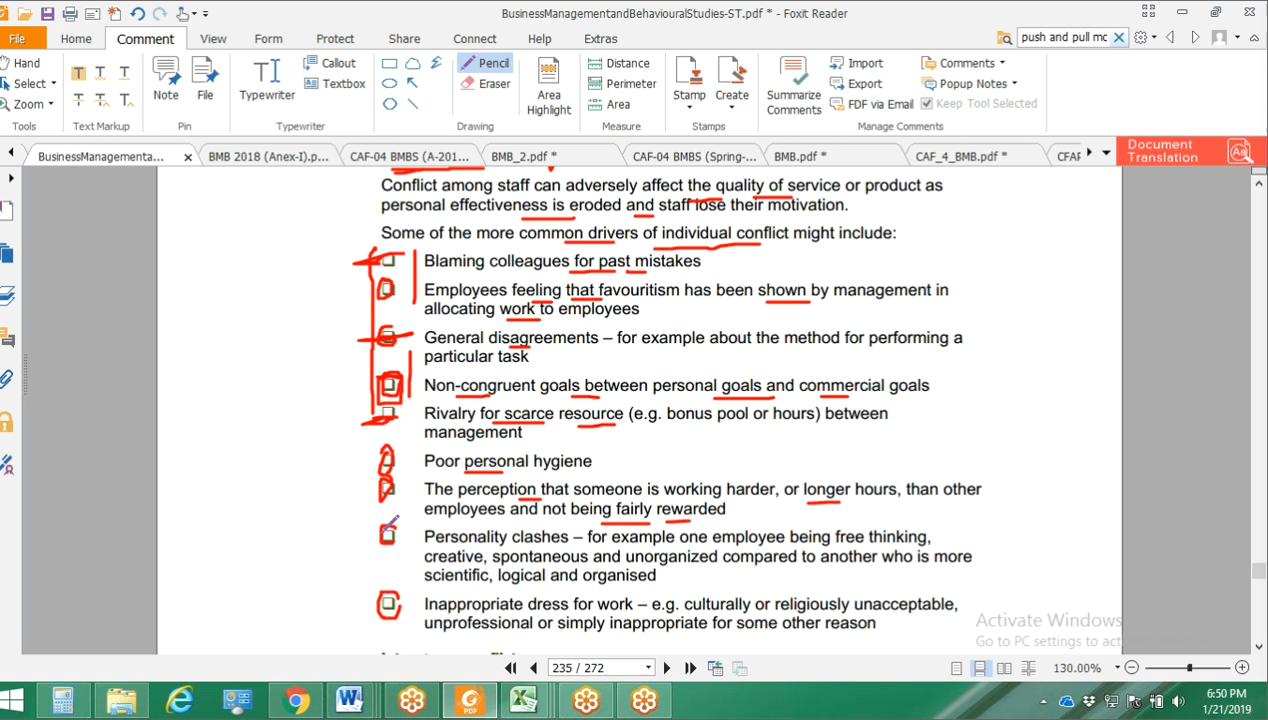 BusinessManagementandBehaviouralStudies-ST.pdf * - Foxit Reader
File Home Comment View Form Protect Share Connect Help Extras push and pull mc
Hand
Select
Zoom
Tools
Text Markup
Note
File
Pin
Typewriter
Callout
Textbox
Typewriter
Pencil
Eraser
Drawing
Area Highlight
Distance
Perimeter
Area
Measure
Stamp
Create
Stamps
Summarize Comments
Import
Export
FDF via Email
Comments
Popup Notes
Keep Tool Selected
Manage Comments
BusinessManagementa... BMB 2018 (Anex-I).p... CAF-04 BMBS (A-201... BMB_2.pdf * CAF-04 BMBS (Spring-... BMB.pdf * CAF_4_BMB.pdf * CFAP
Document Translation
Conflict among staff can adversely affect the quality of service or product as
personal effectiveness is eroded and staff lose their motivation.
Some of the more common drivers of individual conflict might include:
Blaming colleagues for past mistakes
Employees feeling that favouritism has been shown by management in
allocating work to employees
General disagreements – for example about the method for performing a
particular task
Non-congruent goals between personal goals and commercial goals
Rivalry for scarce resource (e.g. bonus pool or hours) between
management
Poor personal hygiene
The perception that someone is working harder, or longer hours, than other
employees and not being fairly rewarded
Personality clashes – for example one employee being free thinking,
creative, spontaneous and unorganized compared to another who is more
scientific, logical and organised
Inappropriate dress for work – e.g. culturally or religiously unacceptable,
unprofessional or simply inappropriate for some other reason
Activate Windows
Go to PC settings to
235 / 272
130.00%
6:50 PM
1/21/2019